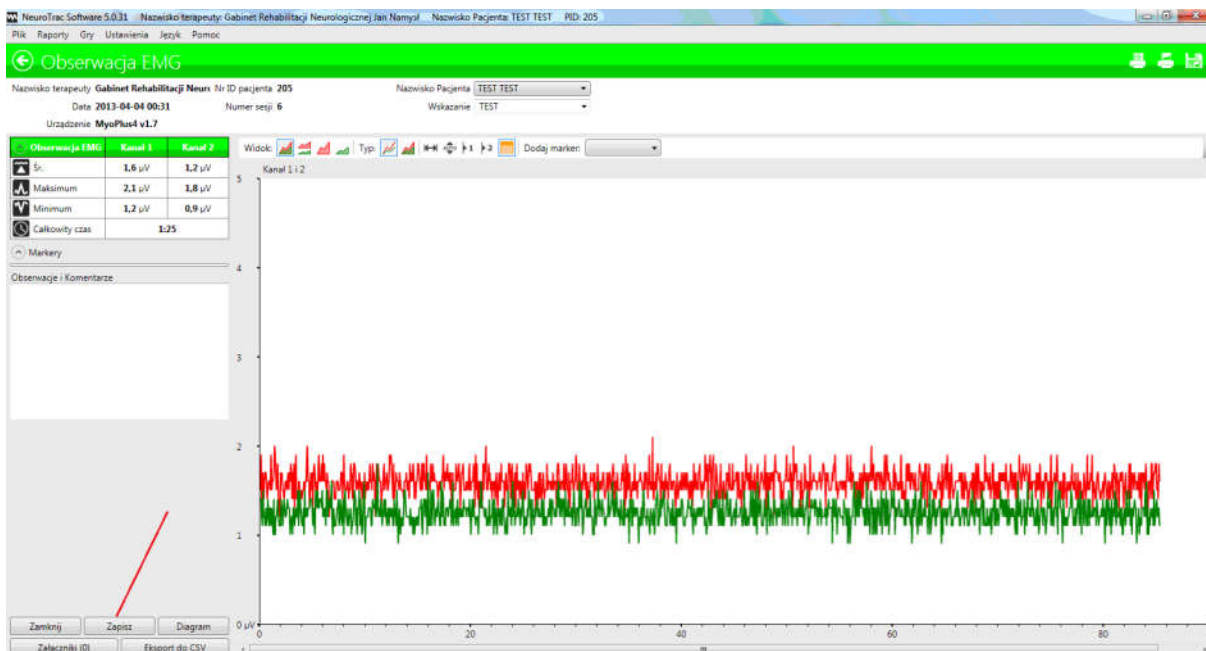 NeuroTrac Software 5.0.31 Nazwisko terapeuty: Gabinet Rehabilitacji Neurologicznej Jan Namysł Nazwisko Pacjenta: TEST TEST PID: 205
Plik Raporty Gry Ustawienia Język Pomoc
Obserwacja EMG
Nazwisko terapeuty Gabinet Rehabilitacji Neuro Nr ID pacjenta 205 Nazwisko Pacjenta TEST TEST
Data 2013-04-04 00:31 Numer sesji 6 Wskazanie TEST
Urządzenie MyoPlus4 v1.7
Obserwacja EMG Kanał 1 Kanał 2 Widok: Typ: 1 2 Dodaj marker:
Śr. 1,6 µV 1,2 µV
Maksimum 2,1 µV 1,8 µV
Minimum 1,2 µV 0,9 µV
Całkowity czas 1:25
Markery
Obserwacje i Komentarze
Kanał 1 i 2
5
4
3
2
1
0 µV
0 20 40 60 80
Zamknij Zapisz Diagram
Załączniki (0) Eksport do CSV